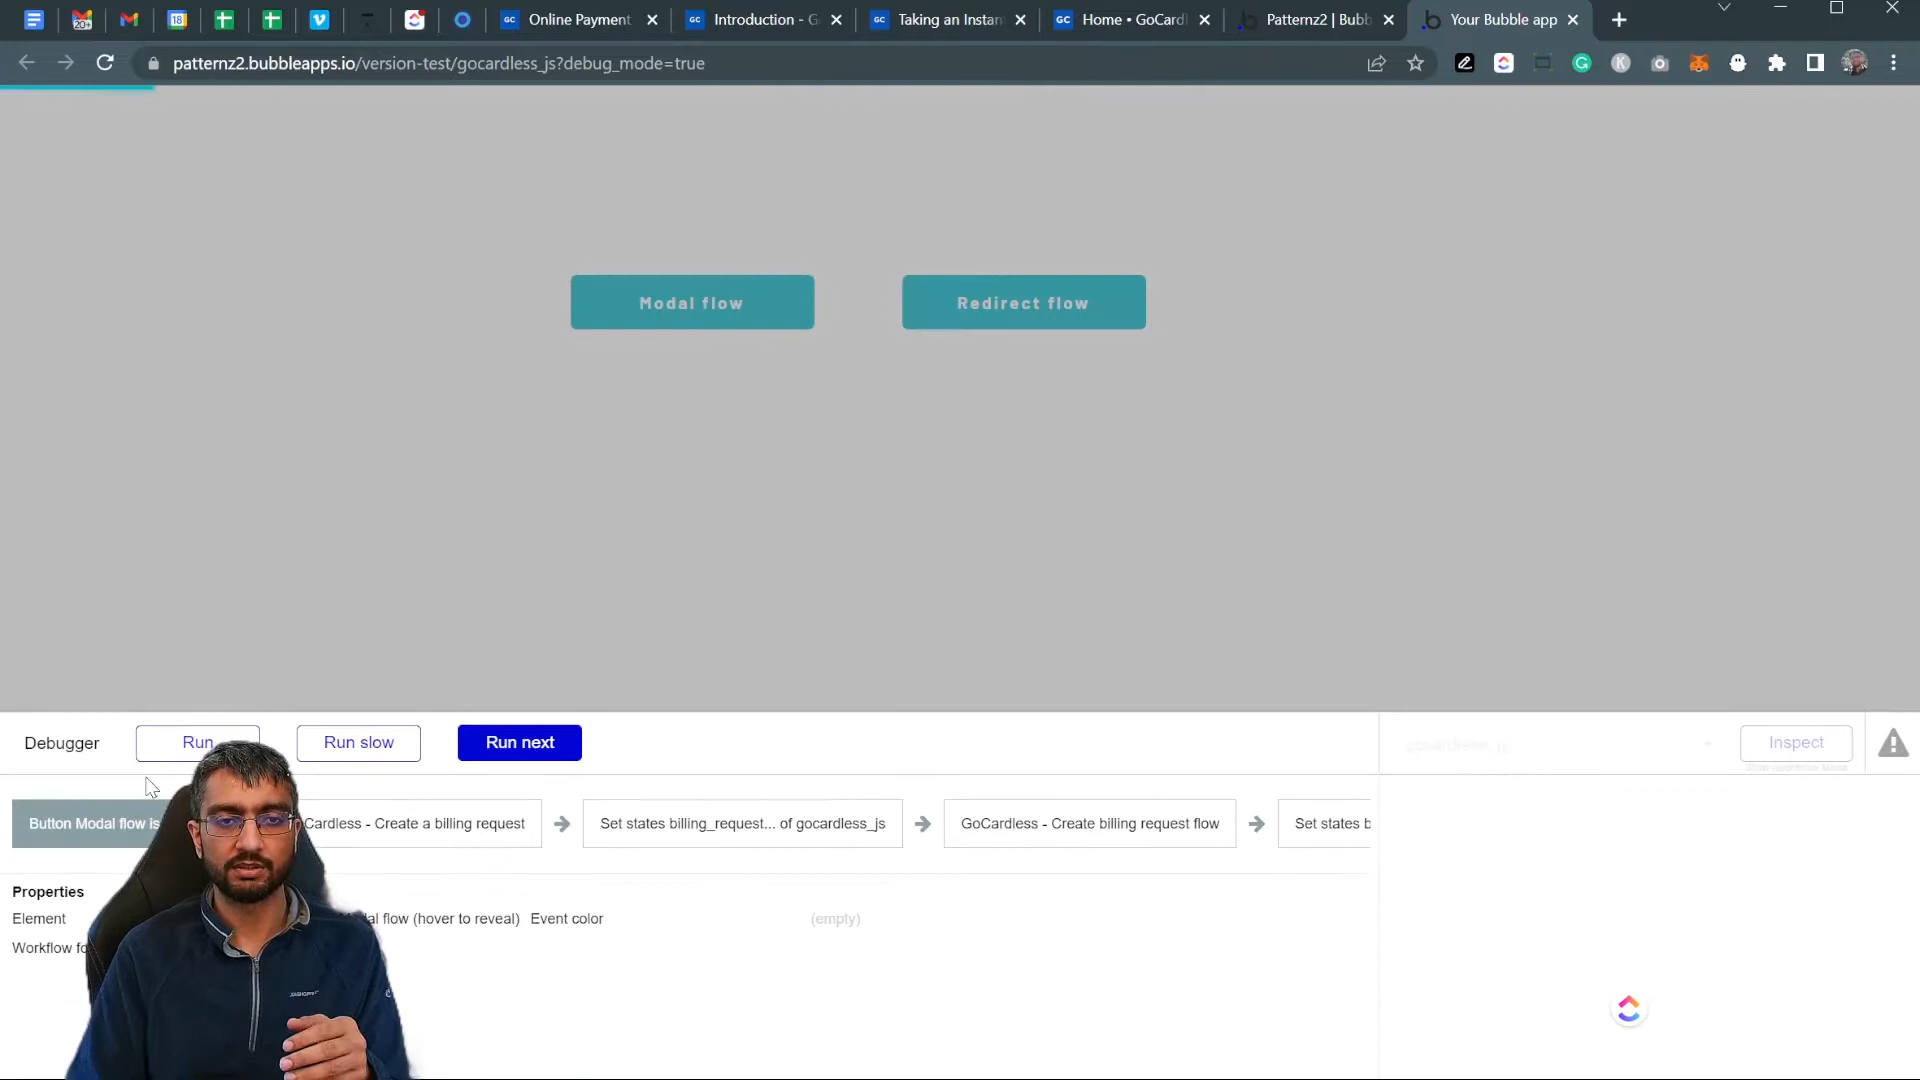 Online Payment
Introduction - G
Taking an Instan
Home • GoCardl
Patternz2 | Bubb
Your Bubble app
patternz2.bubbleapps.io/version-test/gocardless_js?debug_mode=true
Modal flow
Redirect flow
Debugger
Run
Run slow
Run next
Inspect
Button Modal flow is
Cardless - Create a billing request
Set states billing_request... of gocardless_js
GoCardless - Create billing request flow
Set states b
Properties
Element
al flow (hover to reveal)
Event color
(empty)
Workflow fo